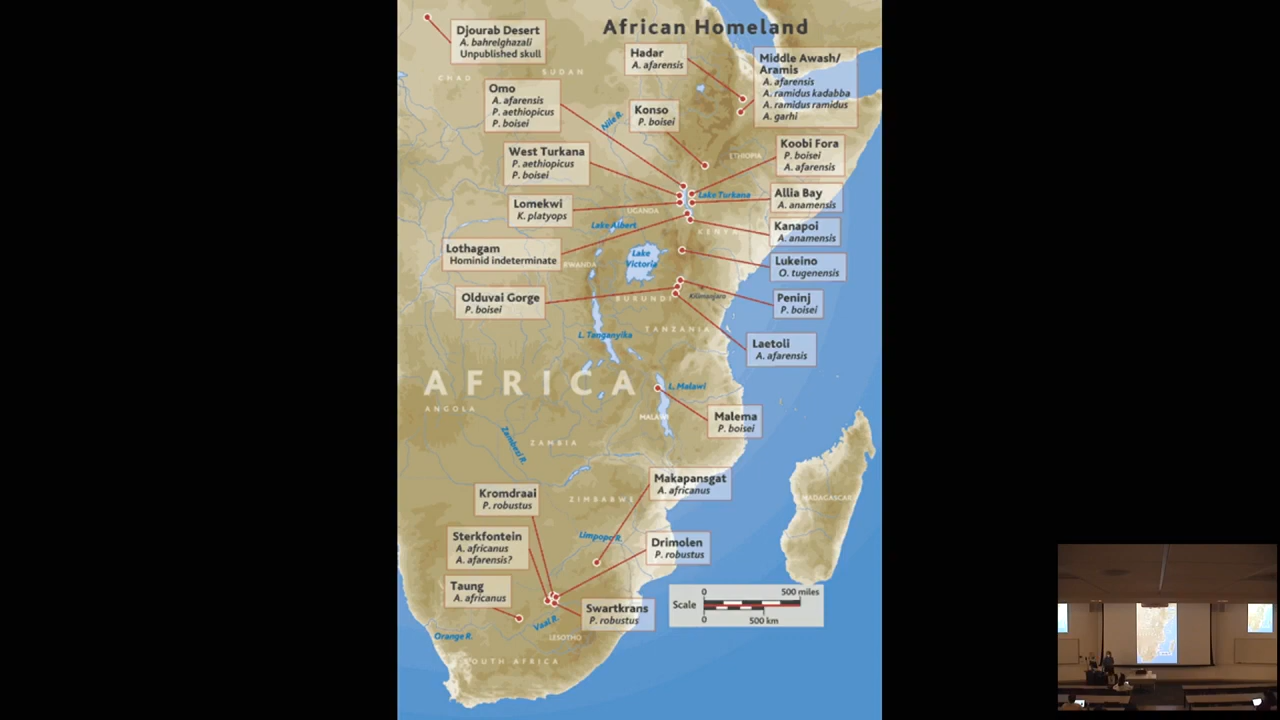 African Homeland
Djourab Desert
A. bahrelghazali
Unpublished skull
Hadar
A. afarensis
Middle Awash/
Aramis
A. afarensis
A. ramidus kadabba
A. ramidus ramidus
A. garhi
CHAD
SUDAN
Omo
A. afarensis
P. aethiopicus
P. boisei
Konso
P. boisei
Nile R.
ETHIOPIA
Koobi Fora
P. boisei
A. afarensis
West Turkana
P. aethiopicus
P. boisei
Lake Turkana
Allia Bay
A. anamensis
Lomekwi
K. platyops
UGANDA
Lake Albert
KENYA
Kanapoi
A. anamensis
Lothagam
Hominid indeterminate
RWANDA
Lake
Victoria
Lukeino
O. tugenensis
Olduvai Gorge
P. boisei
BURUNDI
Kilimanjaro
Peninj
P. boisei
TANZANIA
L. Tanganyika
Laetoli
A. afarensis
AFRICA
L. Malawi
ANGOLA
MALAWI
Malema
P. boisei
Zambezi R.
ZAMBIA
Makapansgat
A. africanus
Kromdraai
P. robustus
ZIMBABWE
MADAGASCAR
Sterkfontein
A. africanus
A. afarensis?
Limpopo R.
Drimolen
P. robustus
Taung
A. africanus
Swartkrans
P. robustus
Scale
0
500 miles
0
500 km
Vaal R.
Orange R.
LESOTHO
SOUTH AFRICA